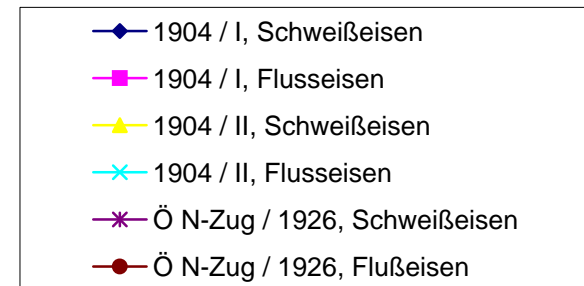 1904 / I, Schweißeisen
1904 / I, Flusseisen
1904 / II, Schweißeisen
1904 / II, Flusseisen
Ö N-Zug / 1926, Schweißeisen
Ö N-Zug / 1926, Flußeisen